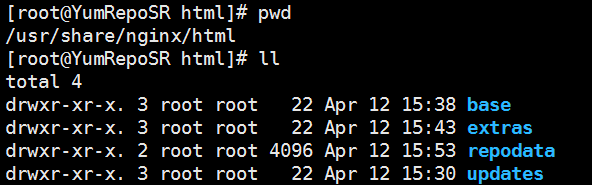 [root@YumRepoSR html]# pwd
/usr/share/nginx/html
[root@YumRepoSR html]# ll
total 4
drwxr-xr-x. 3 root root   22 Apr 12 15:38 base
drwxr-xr-x. 3 root root   22 Apr 12 15:43 extras
drwxr-xr-x. 2 root root 4096 Apr 12 15:53 repodata
drwxr-xr-x. 3 root root   22 Apr 12 15:30 updates